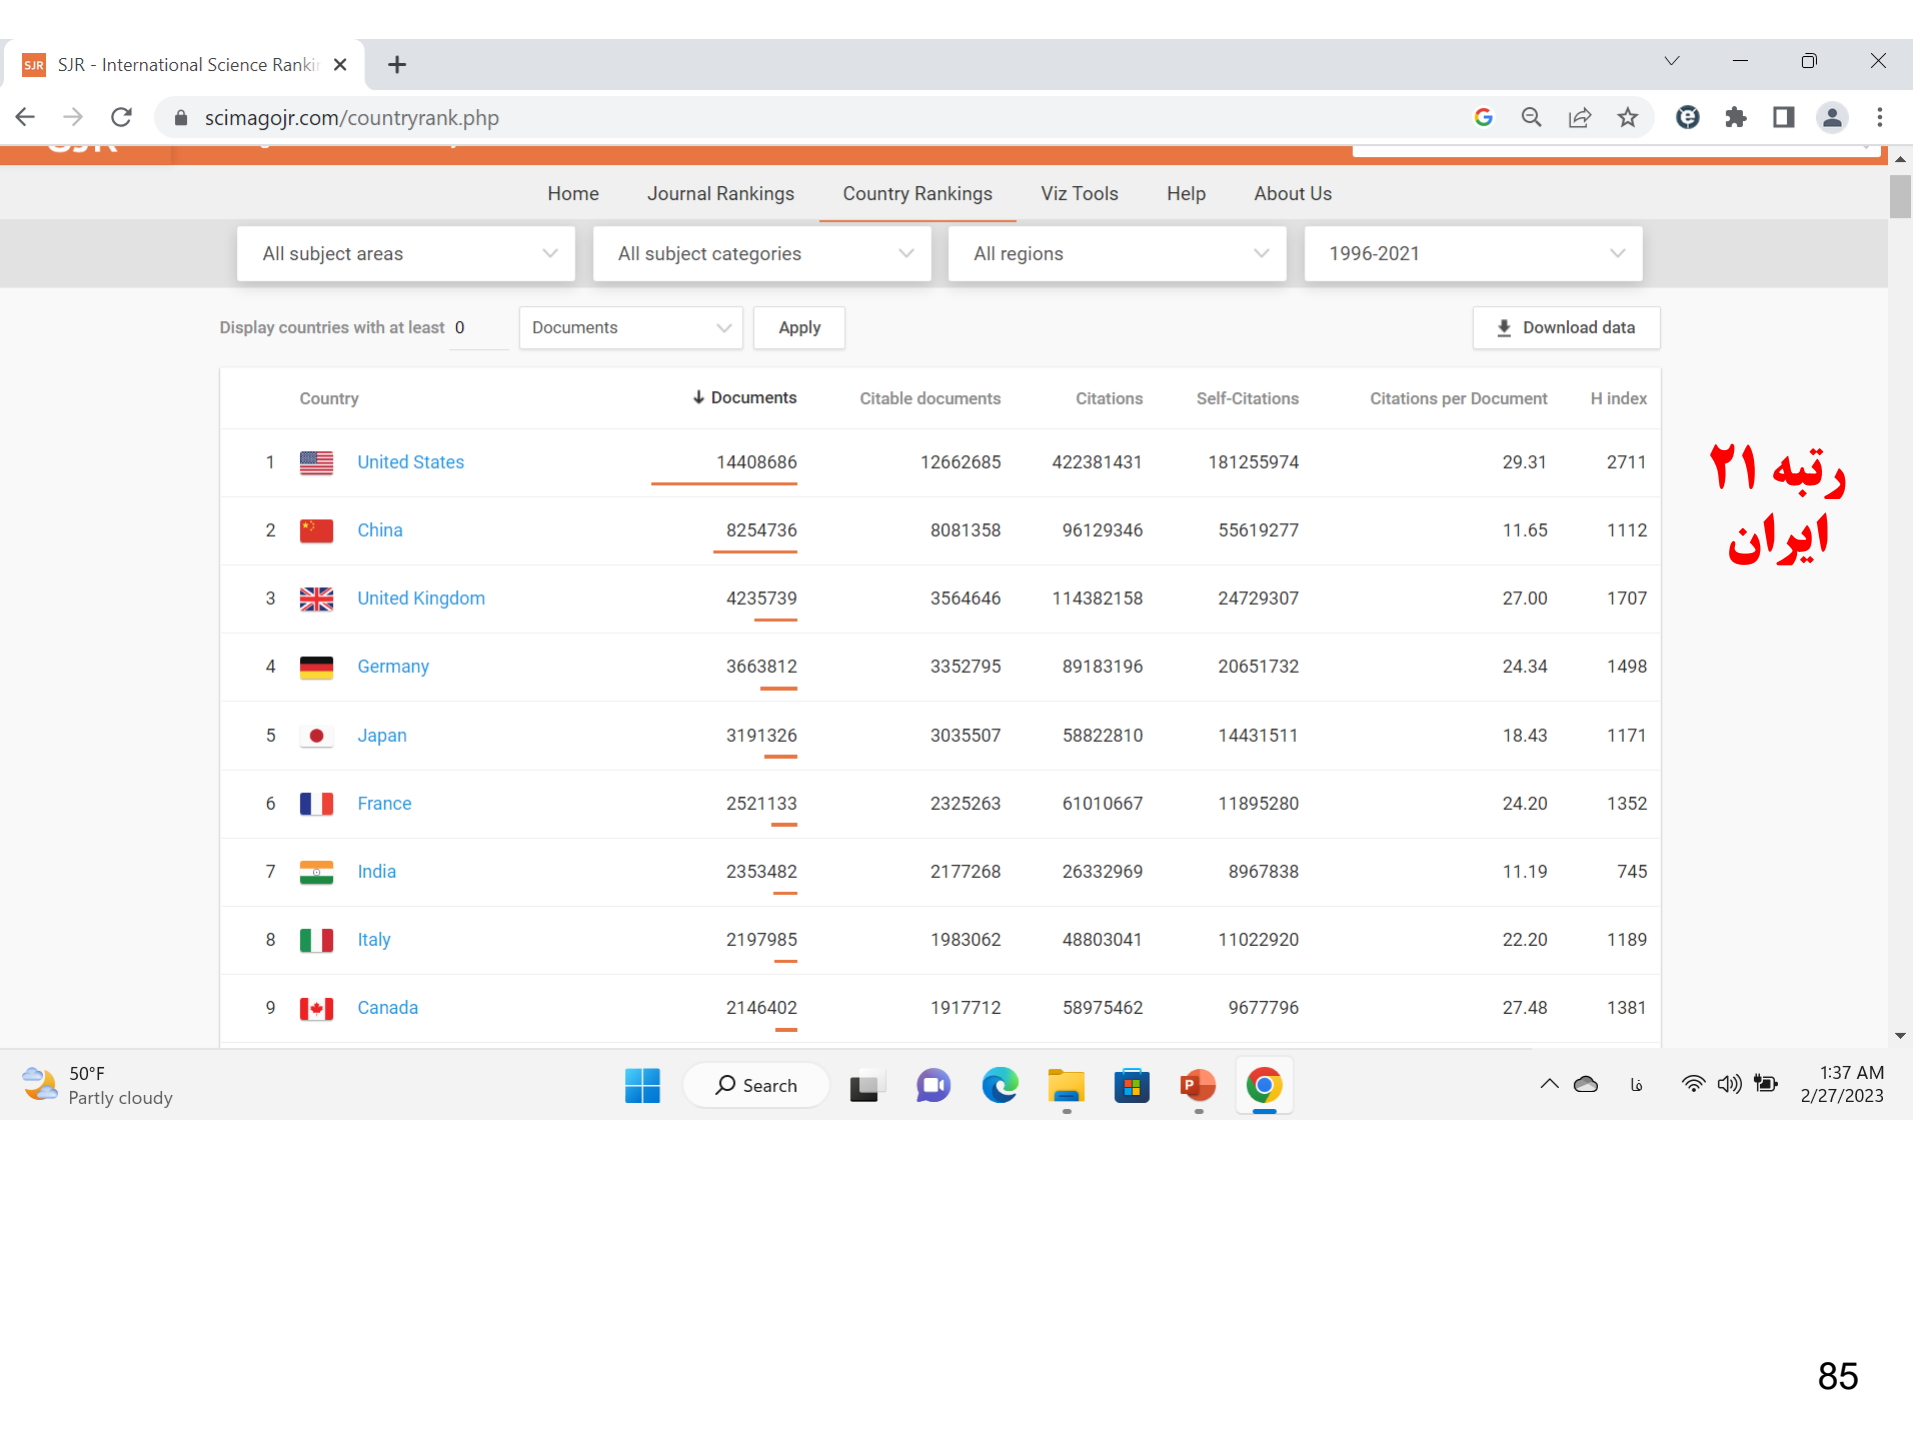 SJR SJR - International Science Rankin
scimagojr.com/countryrank.php
Home Journal Rankings Country Rankings Viz Tools Help About Us
All subject areas All subject categories All regions 1996-2021
Display countries with at least 0 Documents Apply Download data
Country Documents Citable documents Citations Self-Citations Citations per Document H index
1 United States 14408686 12662685 422381431 181255974 29.31 2711
2 China 8254736 8081358 96129346 55619277 11.65 1112
3 United Kingdom 4235739 3564646 114382158 24729307 27.00 1707
4 Germany 3663812 3352795 89183196 20651732 24.34 1498
5 Japan 3191326 3035507 58822810 14431511 18.43 1171
6 France 2521133 2325263 61010667 11895280 24.20 1352
7 India 2353482 2177268 26332969 8967838 11.19 745
8 Italy 2197985 1983062 48803041 11022920 22.20 1189
9 Canada 2146402 1917712 58975462 9677796 27.48 1381
رتبه ۲۱
ایران
50°F
Partly cloudy
Search
فا
1:37 AM
2/27/2023
85